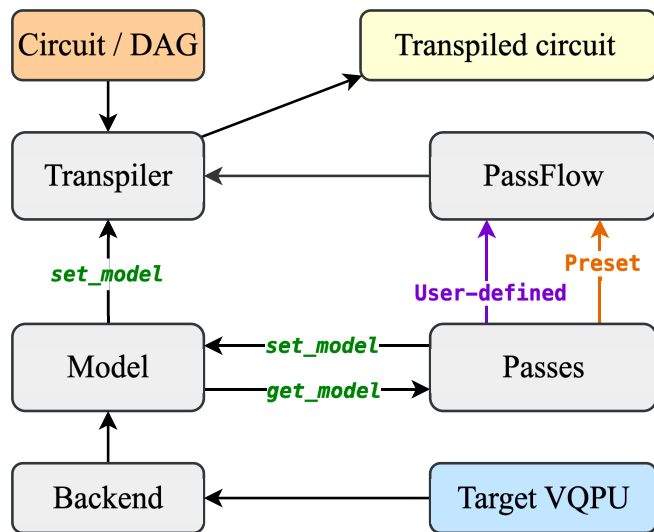 Circuit / DAG
Transpiled circuit
Transpiler
PassFlow
set_model
User-defined
Preset
Model
set_model
get_model
Passes
Backend
Target VQPU